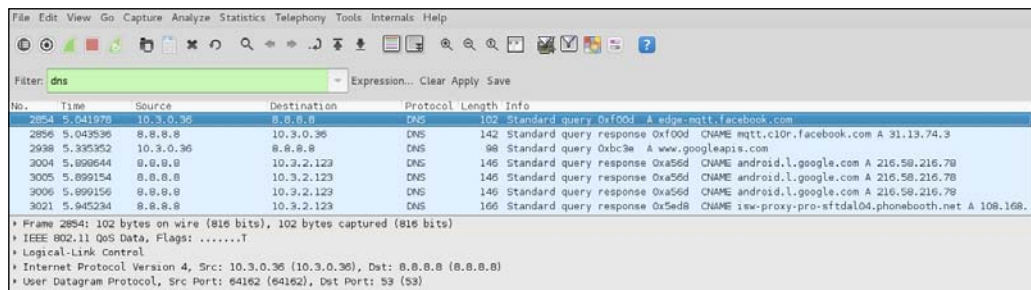 File Edit View Go Capture Analyze Statistics Telephony Tools Internals Help
Filter: dns Expression... Clear Apply Save
No. Time Source Destination Protocol Length Info
2854 5.041978 10.3.0.36 8.8.8.8 DNS 102 Standard query 0xf00d A edge-mqtt.facebook.com
2856 5.043536 8.8.8.8 10.3.0.36 DNS 142 Standard query response 0xf00d CNAME mqtt.c10r.facebook.com A 31.13.74.3
2938 5.335352 10.3.0.36 8.8.8.8 DNS 98 Standard query 0xbc3e A www.googleapis.com
3004 5.898644 8.8.8.8 10.3.2.123 DNS 146 Standard query response 0xa56d CNAME android.l.google.com A 216.58.216.78
3005 5.899154 8.8.8.8 10.3.2.123 DNS 146 Standard query response 0xa56d CNAME android.l.google.com A 216.58.216.78
3006 5.899156 8.8.8.8 10.3.2.123 DNS 146 Standard query response 0xa56d CNAME android.l.google.com A 216.58.216.78
3021 5.945234 8.8.8.8 10.3.2.123 DNS 166 Standard query response 0x5ed8 CNAME isw-proxy-pro-sftdal04.phonebooth.net A 108.168.
Frame 2854: 102 bytes on wire (816 bits), 102 bytes captured (816 bits)
IEEE 802.11 QoS Data, Flags: .......T
Logical-Link Control
Internet Protocol Version 4, Src: 10.3.0.36 (10.3.0.36), Dst: 8.8.8.8 (8.8.8.8)
User Datagram Protocol, Src Port: 64162 (64162), Dst Port: 53 (53)